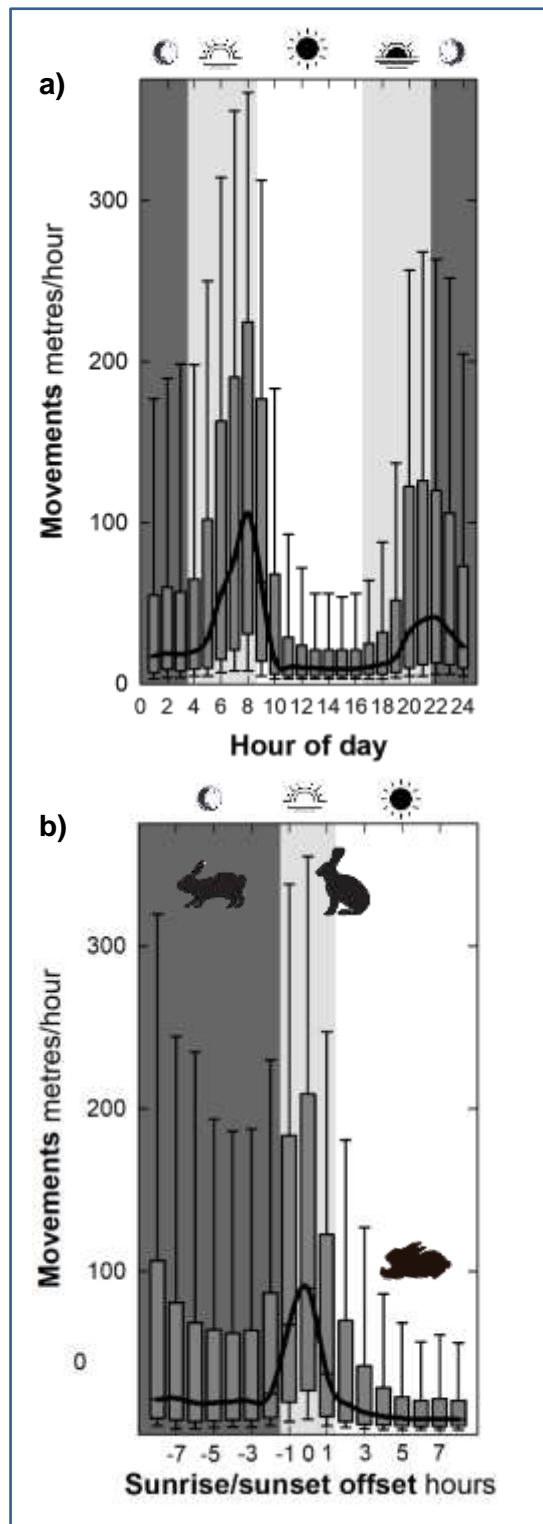 a)
Movements metres/hour
300
200
100
0
0 2 4 6 8 10 12 14 16 18 20 22 24
Hour of day
b)
Movements metres/hour
300
200
100
0
-7 -5 -3 -1 0 1 3 5 7
Sunrise/sunset offset hours